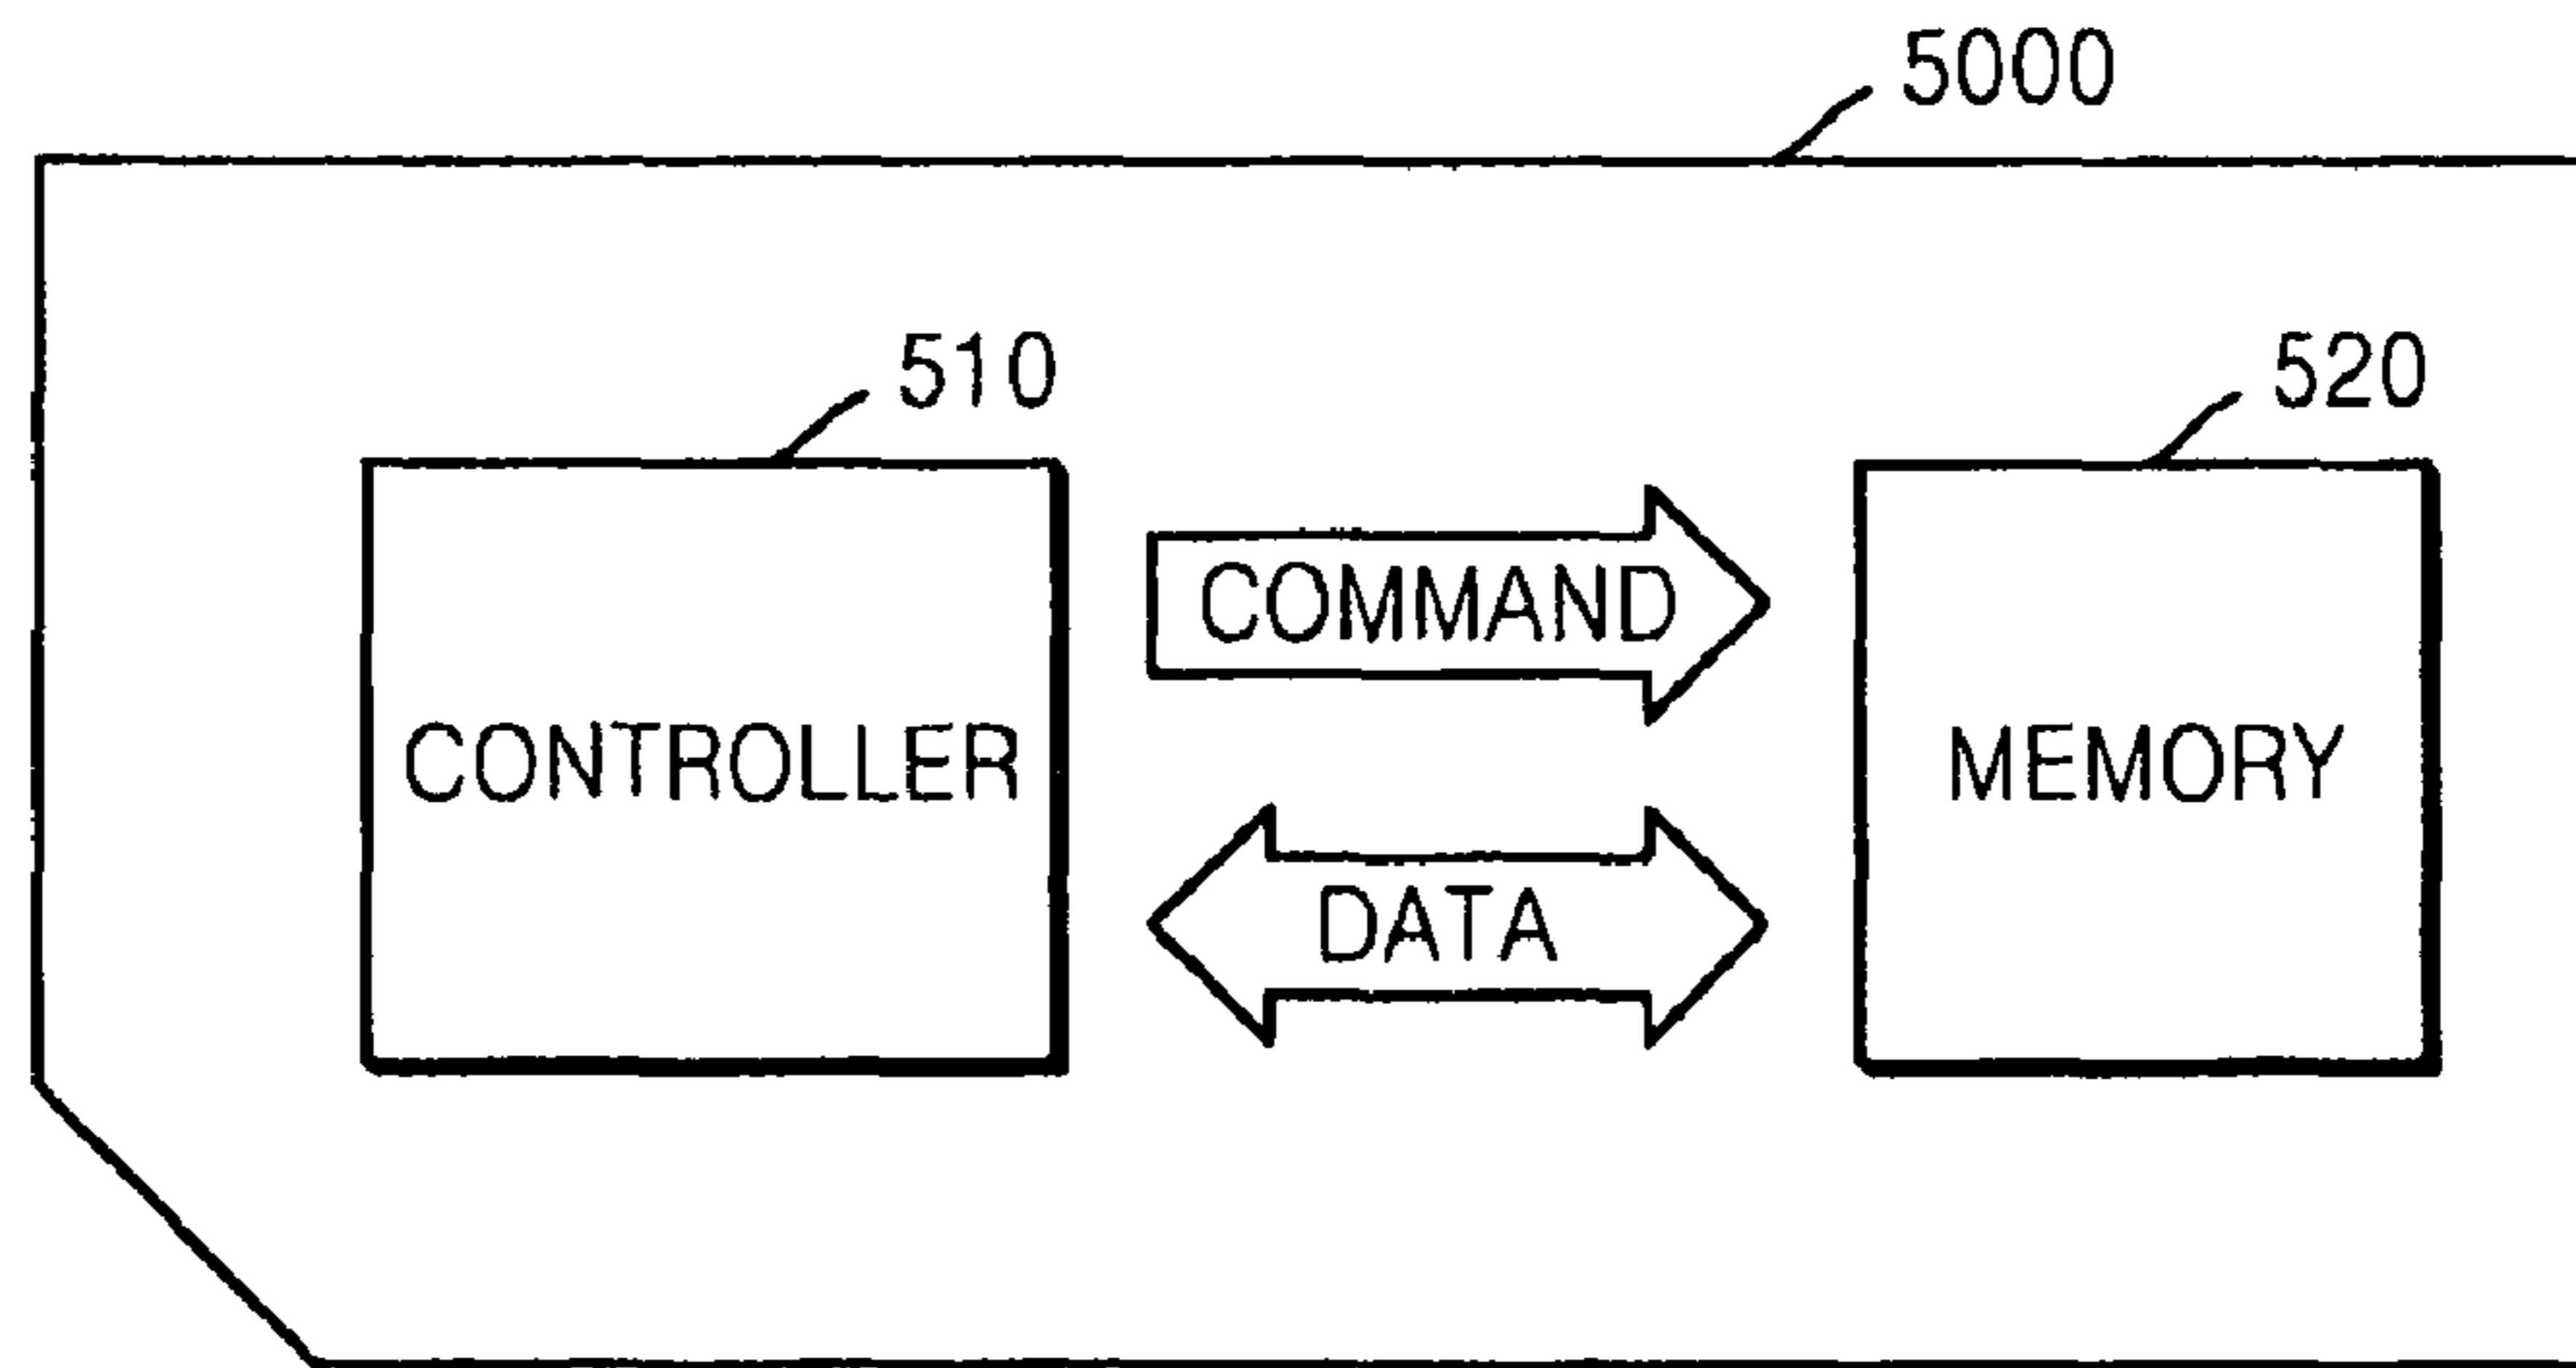 5000
510
520
COMMAND
CONTROLLER
MEMORY
DATA